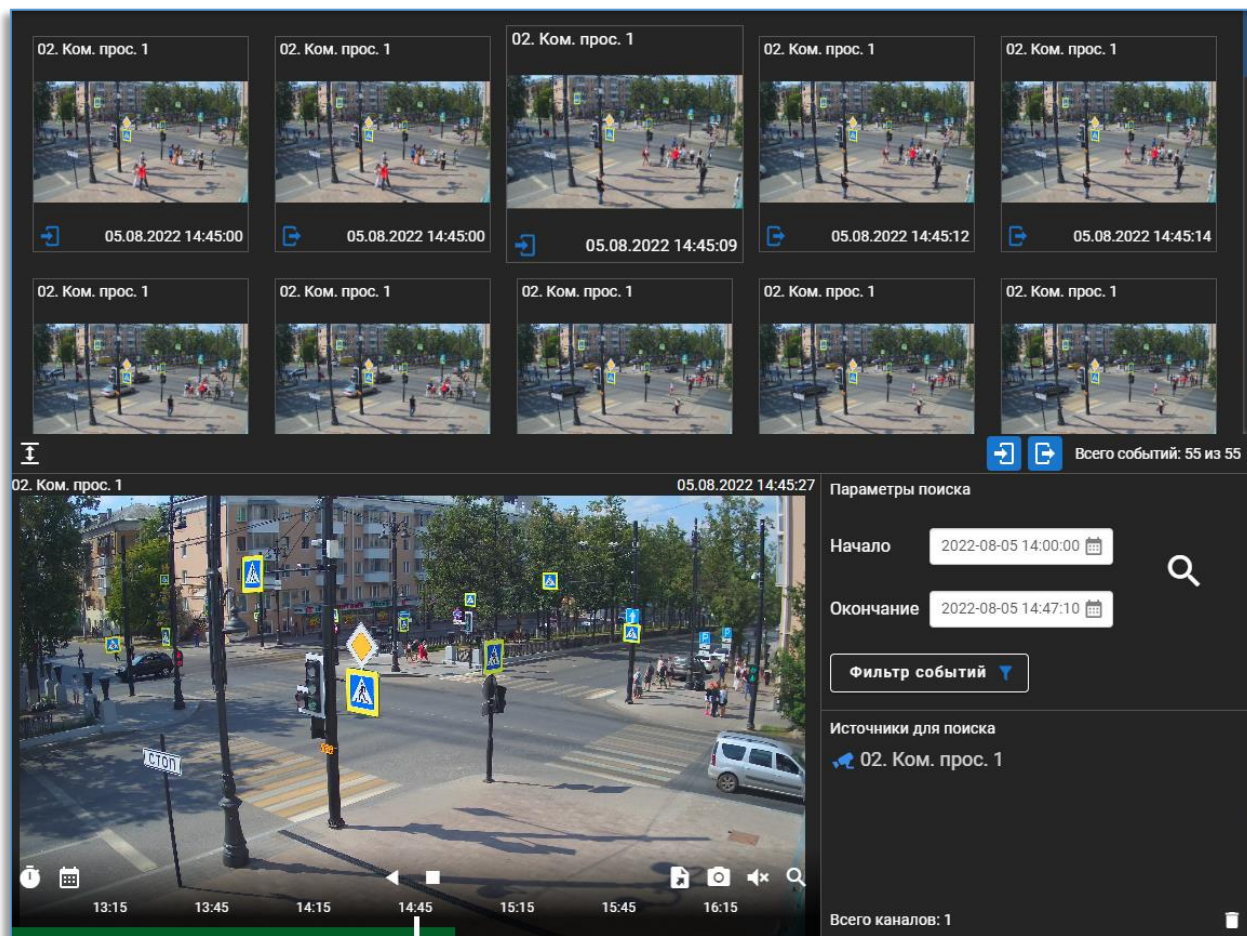 02. Ком. прос. 1
02. Ком. прос. 1
02. Ком. прос. 1
02. Ком. прос. 1
02. Ком. прос. 1
05.08.2022 14:45:00
05.08.2022 14:45:00
05.08.2022 14:45:09
05.08.2022 14:45:12
05.08.2022 14:45:14
02. Ком. прос. 1
02. Ком. прос. 1
02. Ком. прос. 1
02. Ком. прос. 1
02. Ком. прос. 1
Всего событий: 55 из 55
02. Ком. прос. 1
05.08.2022 14:45:27
СТОП
P
P
13:15
13:45
14:15
14:45
15:15
15:45
16:15
Параметры поиска
Начало
2022-08-05 14:00:00
Окончание
2022-08-05 14:47:10
Фильтр событий
Источники для поиска
02. Ком. прос. 1
Всего каналов: 1